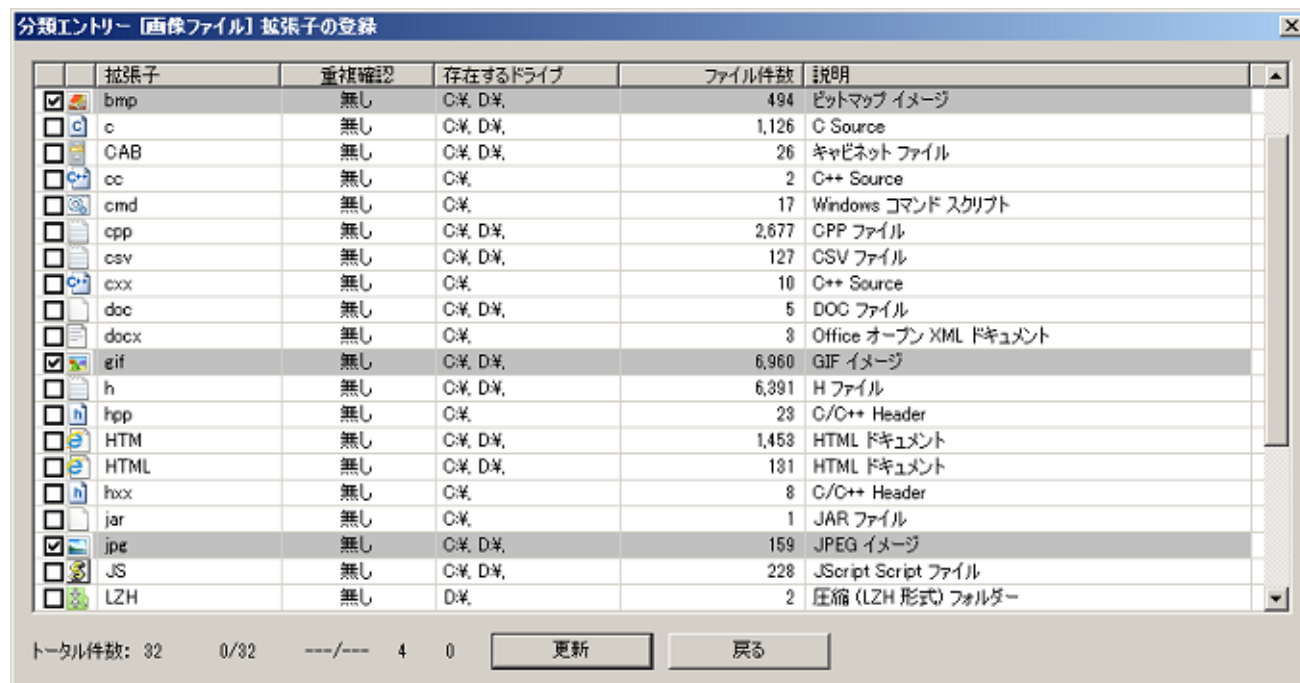 分類エントリー [画像ファイル] 拡張子の登録
拡張子 重複確認 存在するドライブ ファイル件数 説明
bmp 無し C:¥, D:¥, 494 ビットマップ イメージ
c 無し C:¥, D:¥, 1,126 C Source
CAB 無し C:¥, D:¥, 26 キャビネット ファイル
cc 無し C:¥, 2 C++ Source
cmd 無し C:¥, 17 Windows コマンド スクリプト
cpp 無し C:¥, D:¥, 2,677 CPP ファイル
csv 無し C:¥, D:¥, 127 CSV ファイル
cxx 無し C:¥, 10 C++ Source
doc 無し C:¥, D:¥, 5 DOC ファイル
docx 無し C:¥, 3 Office オープン XML ドキュメント
gif 無し C:¥, D:¥, 6,960 GIF イメージ
h 無し C:¥, D:¥, 6,391 H ファイル
hpp 無し C:¥, 23 C/C++ Header
HTM 無し C:¥, D:¥, 1,453 HTML ドキュメント
HTML 無し C:¥, D:¥, 131 HTML ドキュメント
hxx 無し C:¥, 8 C/C++ Header
jar 無し C:¥, 1 JAR ファイル
jpg 無し C:¥, D:¥, 159 JPEG イメージ
JS 無し C:¥, D:¥, 228 JScript Script ファイル
LZH 無し D:¥, 2 圧縮 (LZH 形式) フォルダー
トータル件数: 32 0/32 ---/--- 4 0 更新 戻る